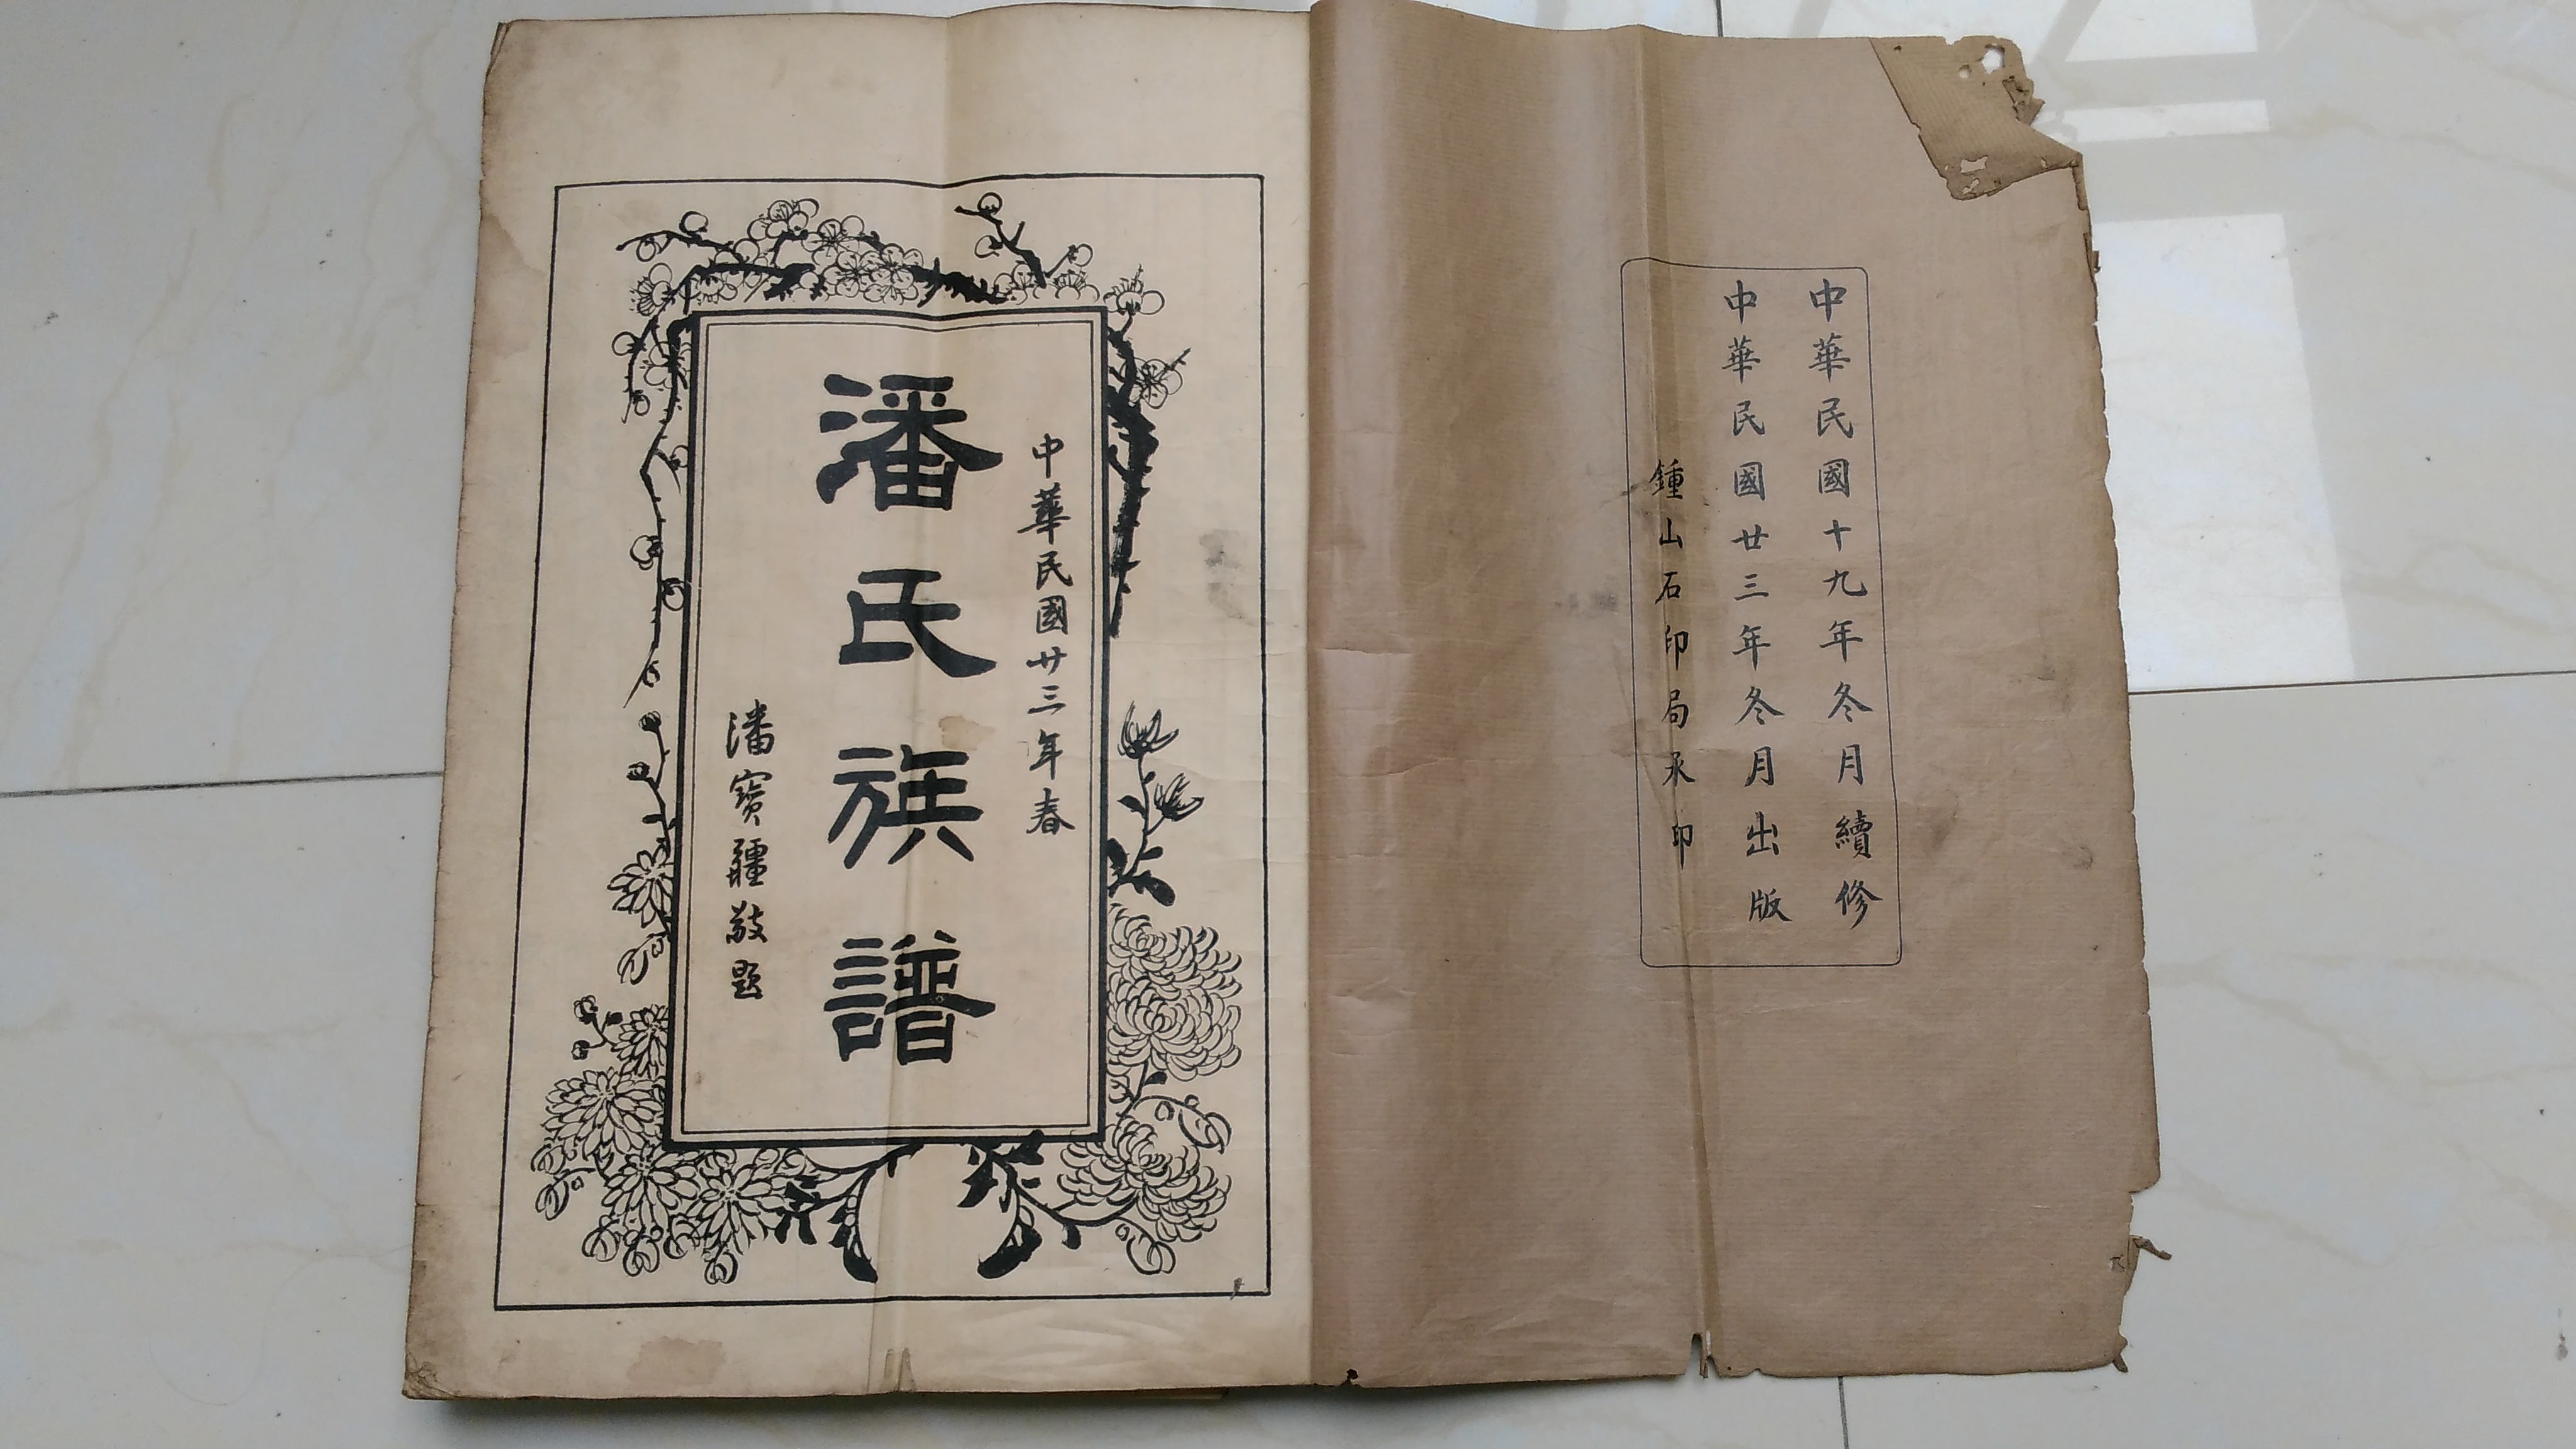 中華民國十九年冬月續修
中華民國廿三年冬月出版
鍾山石印局承印
中華民國廿三年春
潘氏族譜
潘寶疆敬題